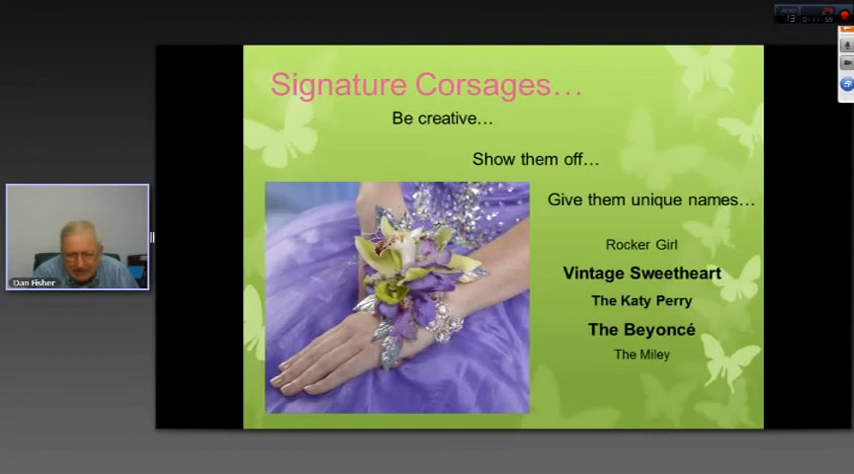 Signature Corsages…
Be creative…
Show them off…
Give them unique names…
Rocker Girl
Vintage Sweetheart
The Katy Perry
The Beyoncé
The Miley
Dan Fisher